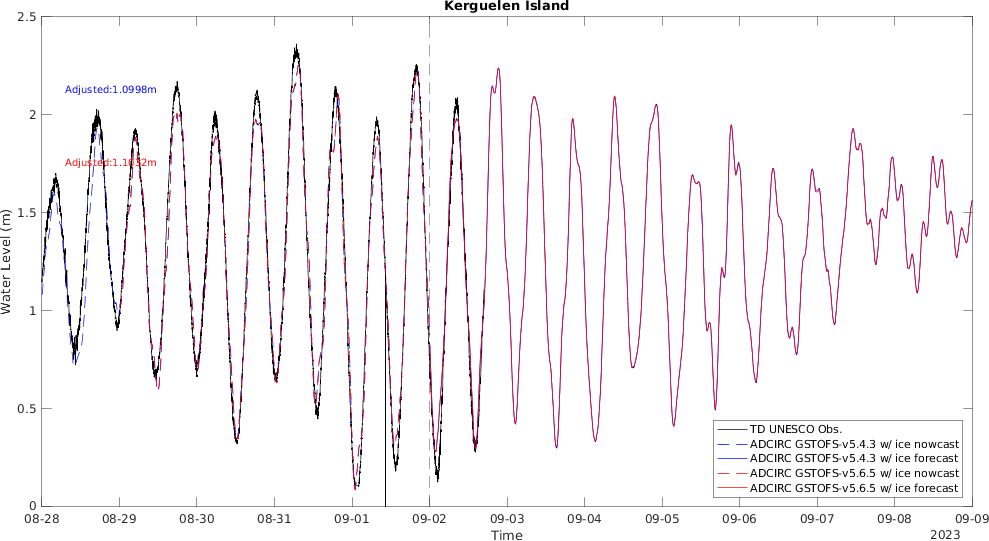 Kerguelen Island
2.5
2
1.5
1
0.5
0
Water Level (m)
Adjusted:1.0998m
Adjusted:1.1032m
TD UNESCO Obs.
ADCIRC GSTOFS-v5.4.3 w/ ice nowcast
ADCIRC GSTOFS-v5.4.3 w/ ice forecast
ADCIRC GSTOFS-v5.6.5 w/ ice nowcast
ADCIRC GSTOFS-v5.6.5 w/ ice forecast
08-28 08-29 08-30 08-31 09-01 09-02 09-03 09-04 09-05 09-06 09-07 09-08 09-09
Time
2023